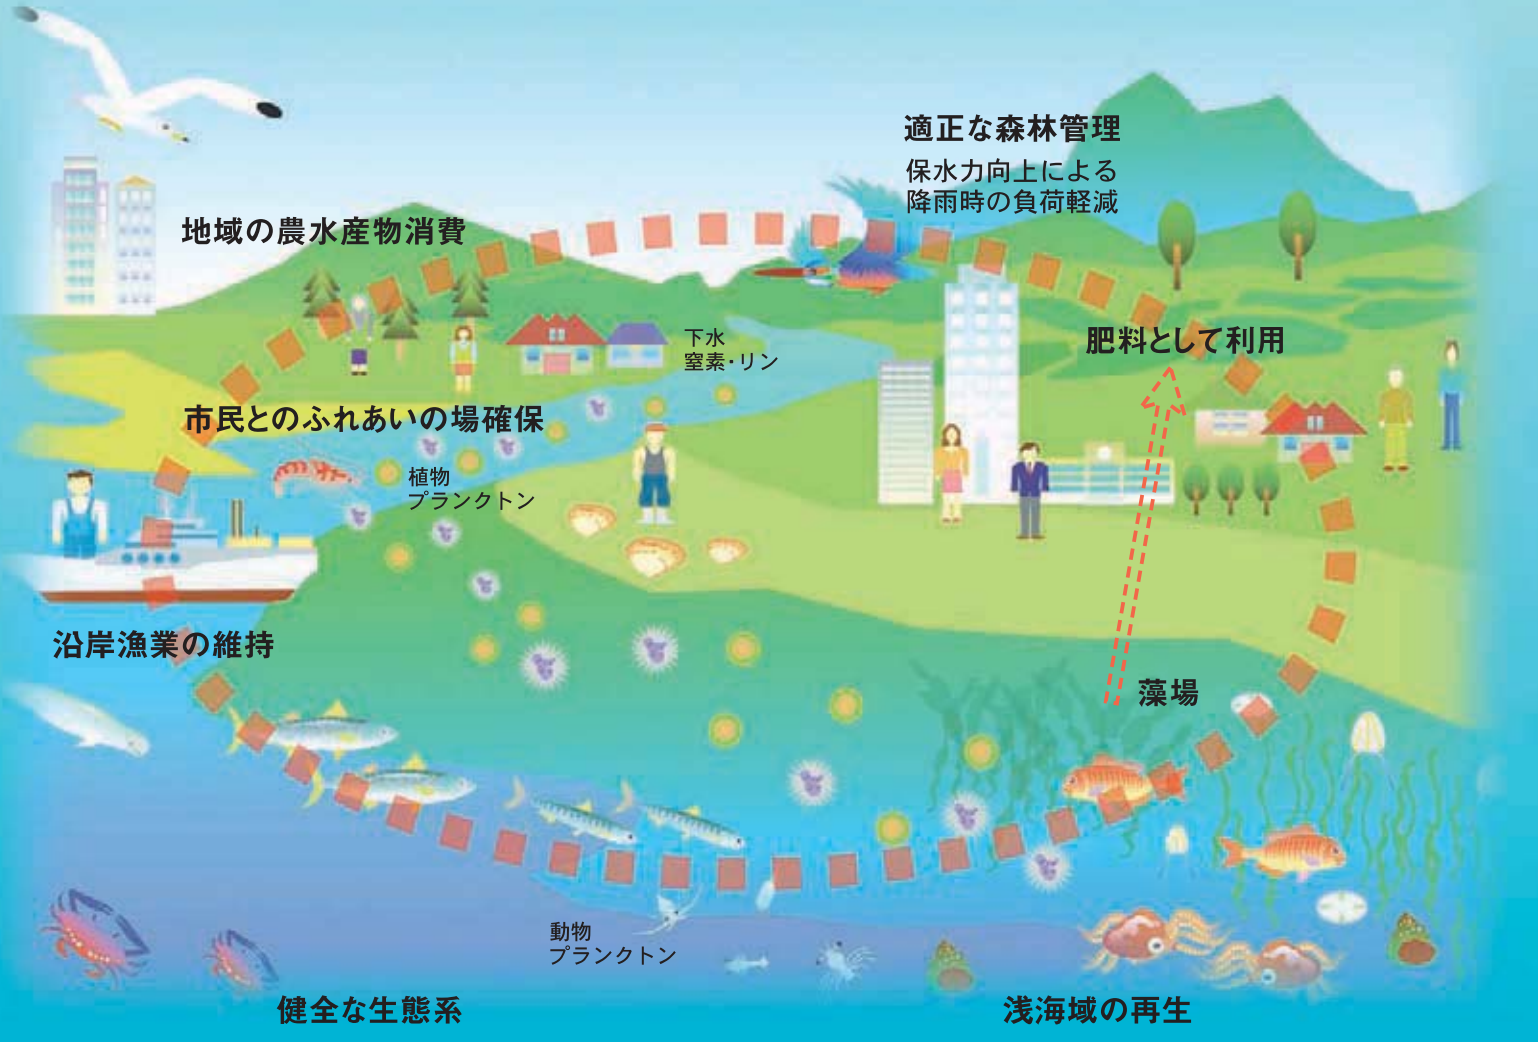 適正な森林管理
保水力向上による
降雨時の負荷軽減
地域の農水産物消費
下水
窒素・リン
肥料として利用
市民とのふれあいの場確保
植物
プランクトン
沿岸漁業の維持
藻場
動物
プランクトン
健全な生態系
浅海域の再生